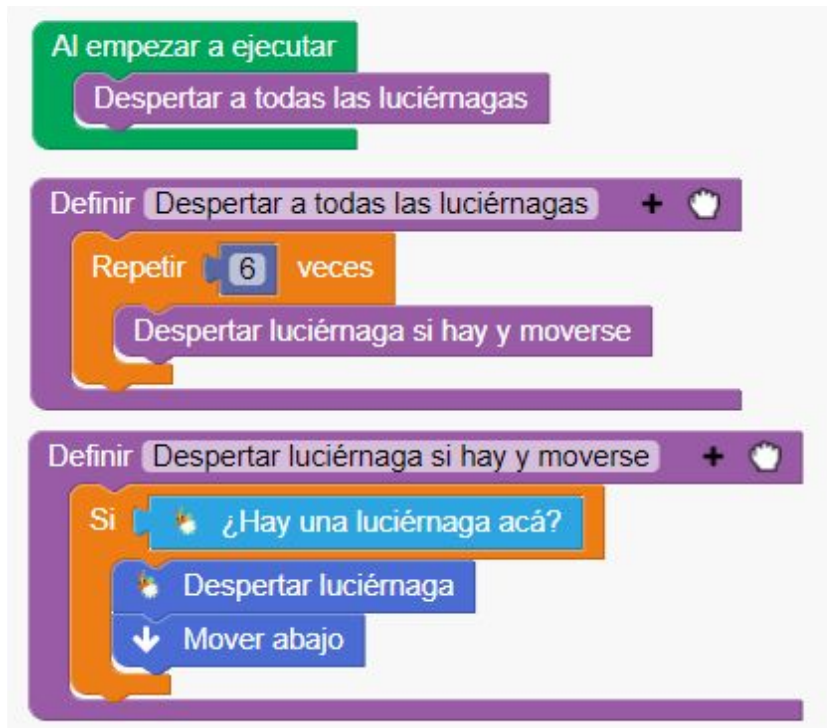 Al empezar a ejecutar
Despertar a todas las luciérnagas
Definir Despertar a todas las luciérnagas +
Repetir 6 veces
Despertar luciérnaga si hay y moverse
Definir Despertar luciérnaga si hay y moverse +
Si ¿Hay una luciérnaga acá?
Despertar luciérnaga
Mover abajo